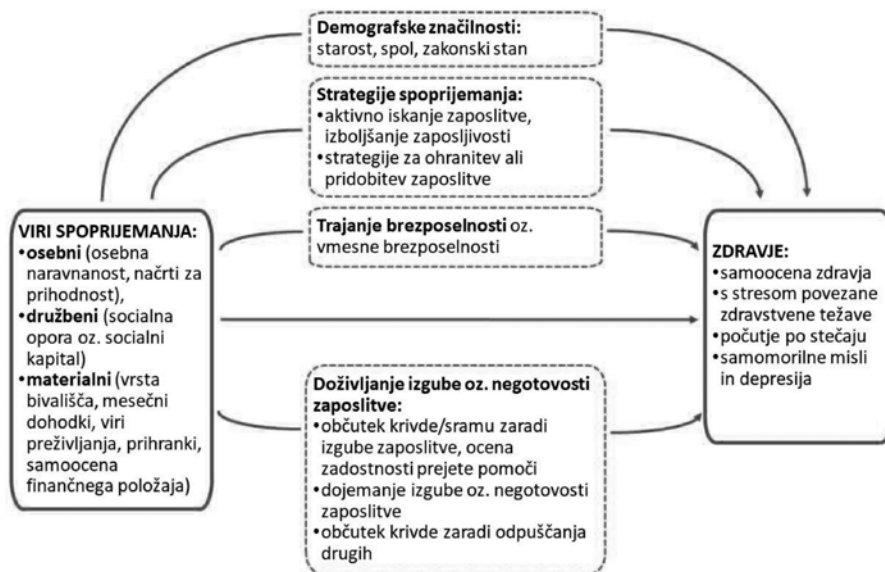 Demografske značilnosti:
starost, spol, zakonski stan
Strategije spoprijemanja:
•aktivno iskanje zaposlitve,
izboljšanje zaposljivosti
•strategije za ohranitev ali
pridobitev zaposlitve
Trajanje brezposelnosti oz.
vmesne brezposelnosti
VIRI SPOPRIJEMANJA:
•osebni (osebna
naravnanost, načrti za
prihodnost),
•družbeni (socialna
opora oz. socialni
kapital)
•materialni (vrsta
bivališča, mesečni
dohodki, viri
preživljanja, prihranki,
samoocena
finančnega položaja)
Doživljanje izgube oz. negotovosti
zaposlitve:
•občutek krivde/sramu zaradi
izgube zaposlitve, ocena
zadostnosti prejete pomoči
•dojemanje izgube oz. negotovosti
zaposlitve
•občutek krivde zaradi odpuščanja
drugih
ZDRAVJE:
•samoocena zdravja
•s stresom povezane
zdravstvene težave
•počutje po stečaju
•samomorilne misli
in depresija